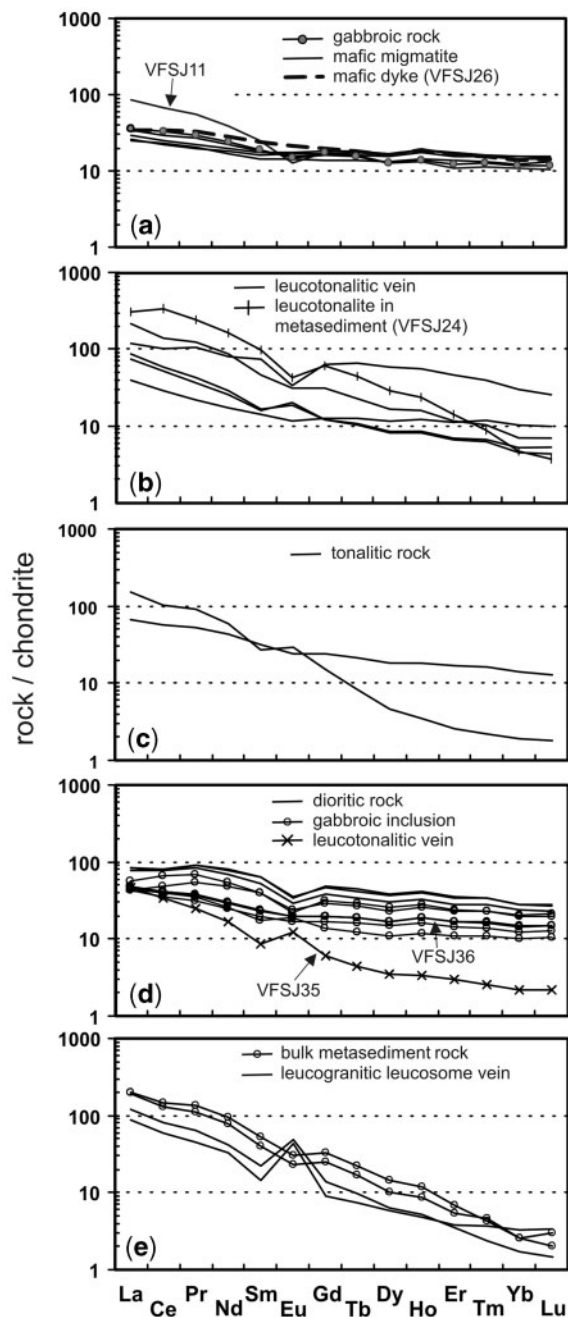 1000
gabbroic rock
VFSJ11
mafic migmatite
mafic dyke (VFSJ26)
100
10
(a)
1
1000
leucotonalitic vein
leucotonalite in
metasediment (VFSJ24)
100
10
(b)
1
1000
tonalitic rock
100
10
(c)
1
rock / chondrite
1000
dioritic rock
gabbroic inclusion
leucotonalitic vein
100
10
VFSJ36
(d)
VFSJ35
1
1000
bulk metasediment rock
leucogranitic leucosome vein
100
10
(e)
1
La Ce Pr Nd Sm Eu Gd Tb Dy Ho Er Tm Yb Lu